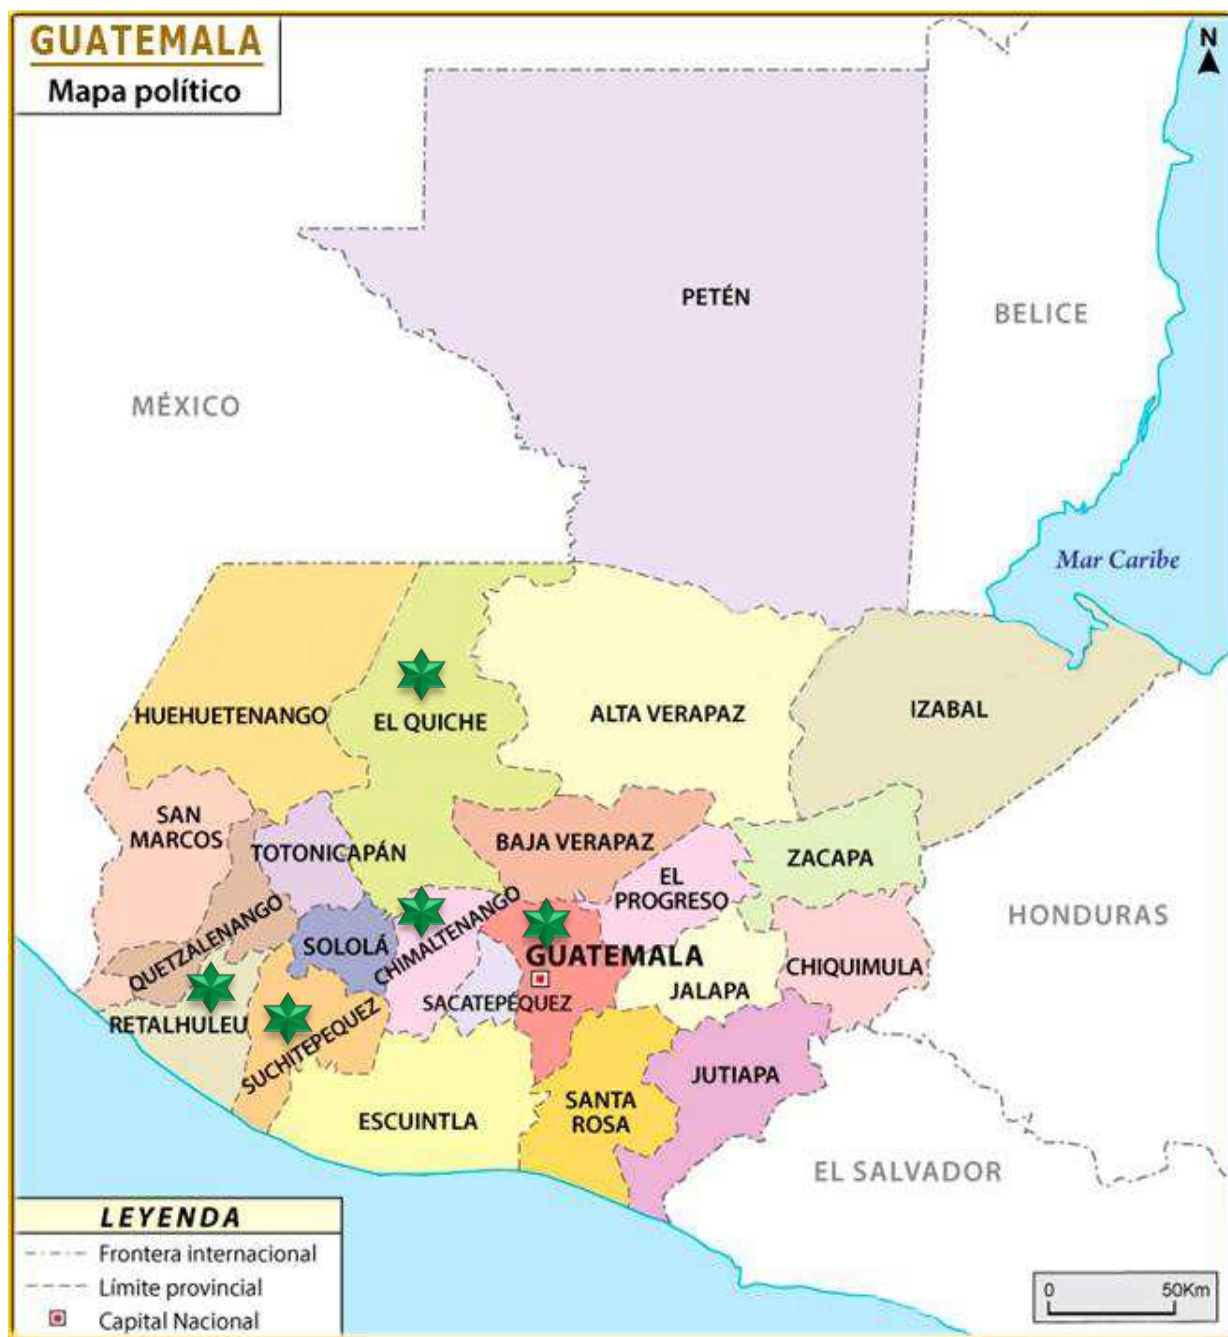 GUATEMALA
Mapa político
N
PETÉN
BELICE
MÉXICO
Mar Caribe
HUEHUETENANGO
EL QUICHE
ALTA VERAPAZ
IZABAL
SAN
MARCOS
TOTONICAPÁN
BAJA VERAPAZ
EL
PROGRESO
ZACAPA
HONDURAS
QUETZALENANGO
SOLOLÁ
CHIMALTENANGO
GUATEMALA
CHIQUIMULA
SACATEPÉQUEZ
JALAPA
RETALHULEU
SUCHITEPEQUEZ
JUTIAPA
ESCUINTLA
SANTA
ROSA
EL SALVADOR
LEYENDA
Frontera internacional
Límite provincial
Capital Nacional
0 50Km